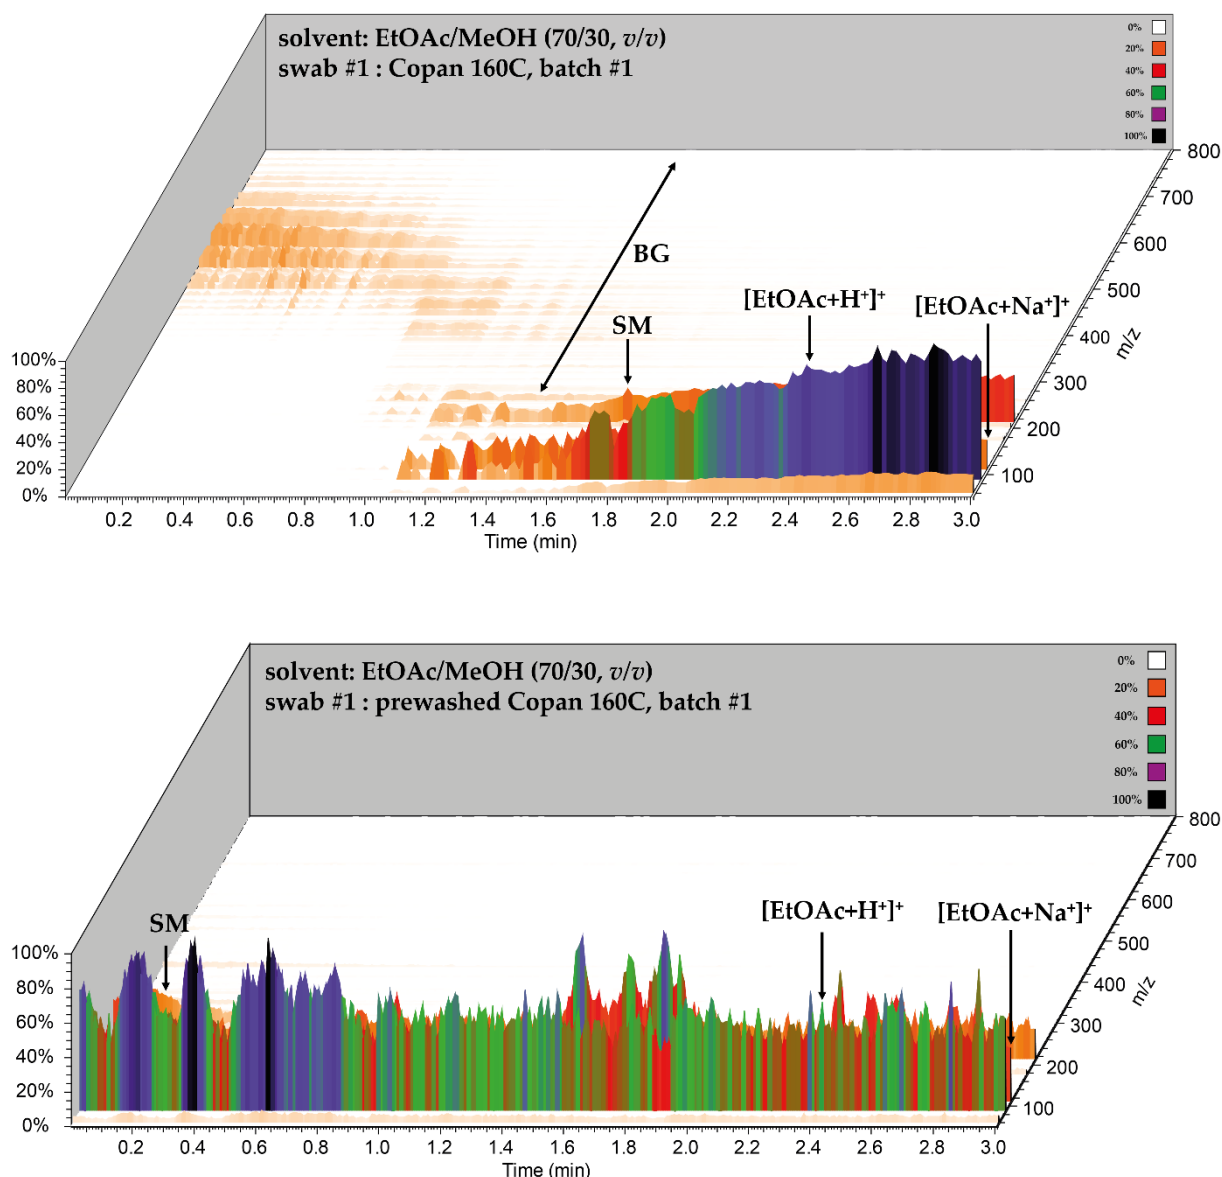 solvent: EtOAc/MeOH (70/30, v/v)
swab #1 : Copan 160C, batch #1
0%
20%
40%
60%
80%
100%
800
700
600
500
400
300
200
100
m/z
BG
SM
[EtOAc+H⁺]⁺
[EtOAc+Na⁺]⁺
100%
80%
60%
40%
20%
0%
0.2 0.4 0.6 0.8 1.0 1.2 1.4 1.6 1.8 2.0 2.2 2.4 2.6 2.8 3.0
Time (min)
solvent: EtOAc/MeOH (70/30, v/v)
swab #1 : prewashed Copan 160C, batch #1
0%
20%
40%
60%
80%
100%
800
700
600
500
400
300
200
100
m/z
SM
[EtOAc+H⁺]⁺
[EtOAc+Na⁺]⁺
100%
80%
60%
40%
20%
0%
0.2 0.4 0.6 0.8 1.0 1.2 1.4 1.6 1.8 2.0 2.2 2.4 2.6 2.8 3.0
Time (min)